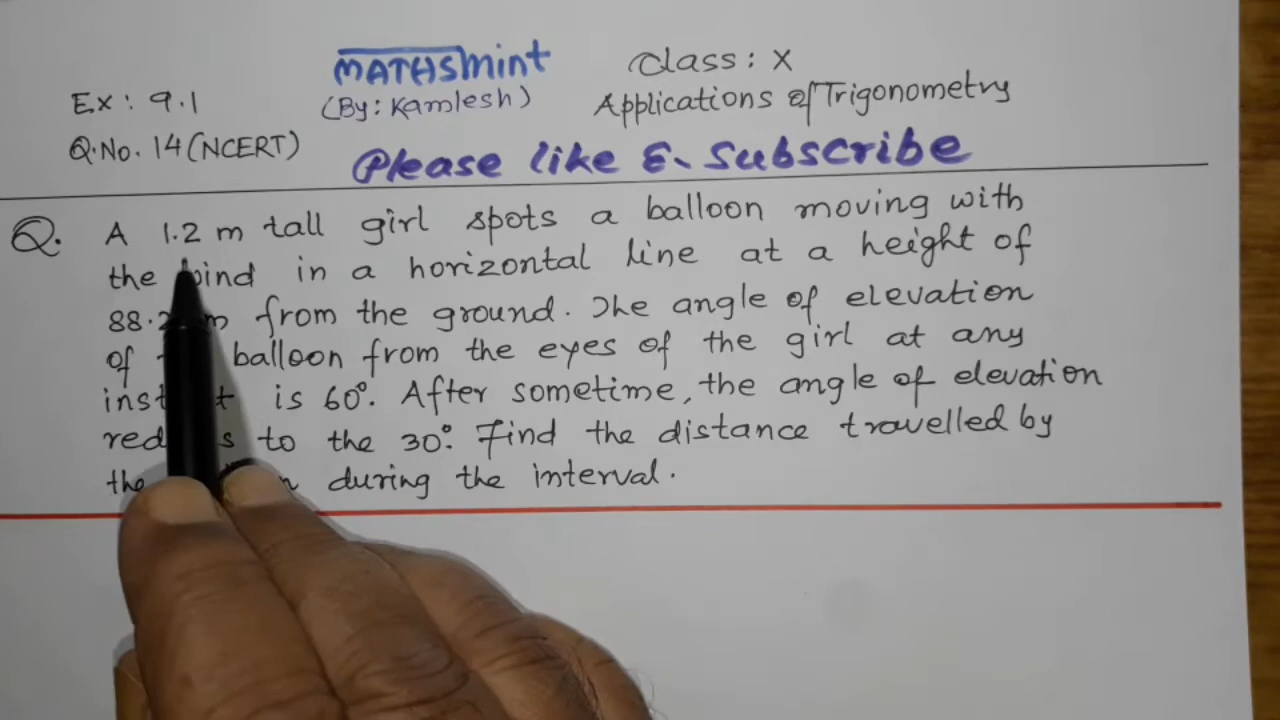 MATHSmint
Class: X
Ex: 9.1
(By: Kamlesh)
Applications of Trigonometry
Q.No. 14 (NCERT)
Please like & Subscribe
Q. A 1.2 m tall girl spots a balloon moving with
the wind in a horizontal line at a height of
88. m from the ground. The angle of elevation
of balloon from the eyes of the girl at any
is 60°. After sometime, the angle of elevation
to the 30°. Find the distance travelled by
the during the interval.